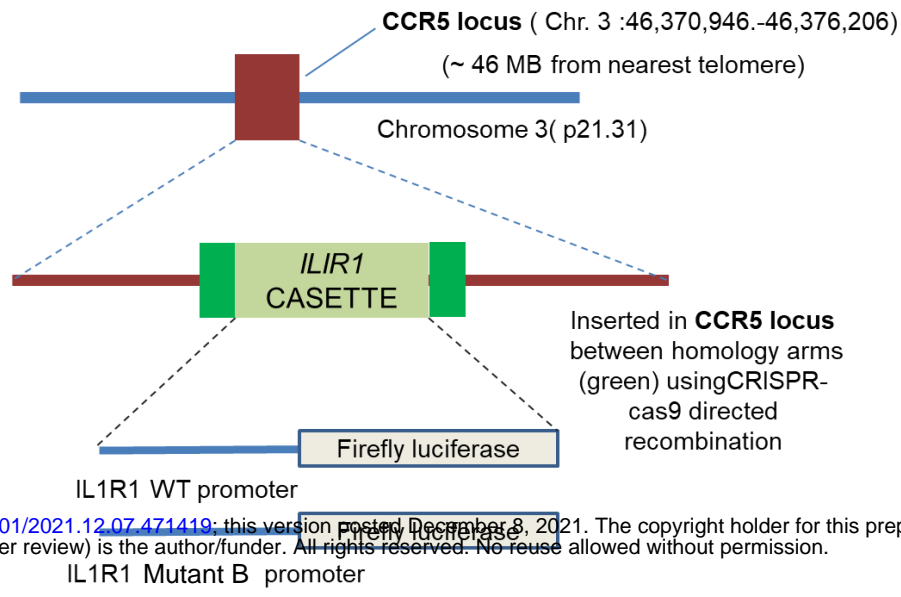 CCR5 locus ( Chr. 3 :46,370,946.-46,376,206)
(~ 46 MB from nearest telomere)
Chromosome 3( p21.31)
ILIR1
CASETTE
Inserted in CCR5 locus
between homology arms
(green) usingCRISPR-
cas9 directed
recombination
Firefly luciferase
IL1R1 WT promoter
01/2021.12.07.471419; this version posted December 8, 2021. The copyright holder for this prep
Firefly luciferase
er review) is the author/funder. All rights reserved. No reuse allowed without permission.
IL1R1 Mutant B promoter